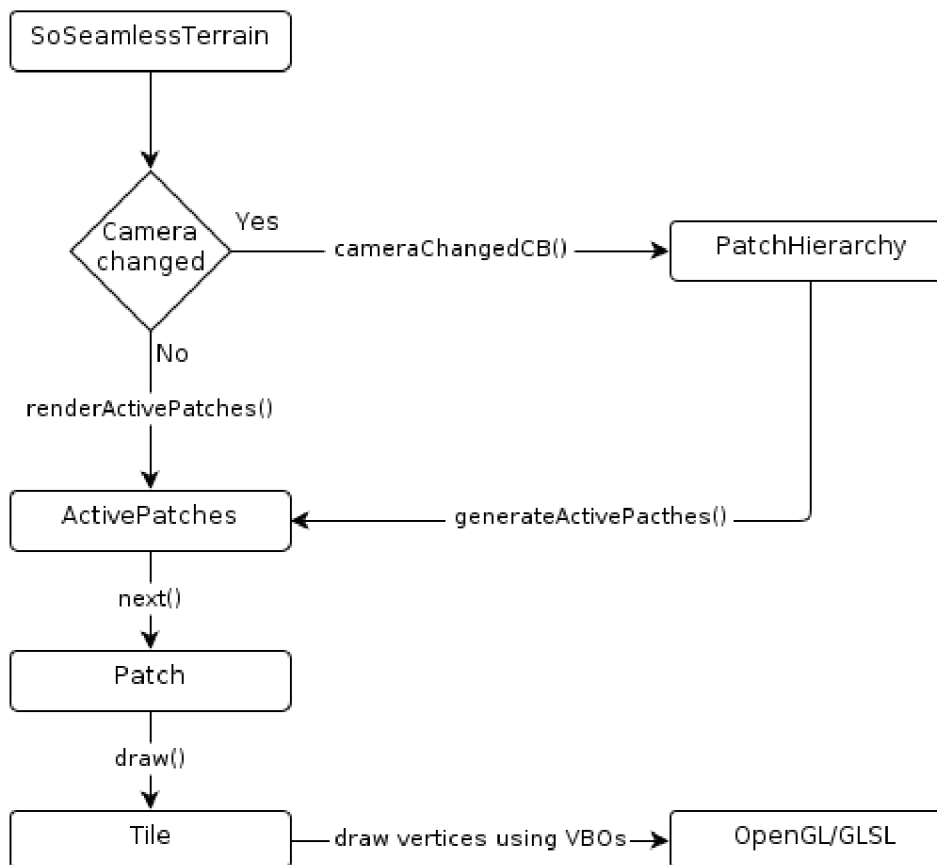 SoSeamlessTerrain
Camera
changed
Yes
cameraChangedCB()
PatchHierarchy
No
renderActivePatches()
ActivePatches
generateActivePacthes()
next()
Patch
draw()
Tile
draw vertices using VBOs
OpenGL/GLSL